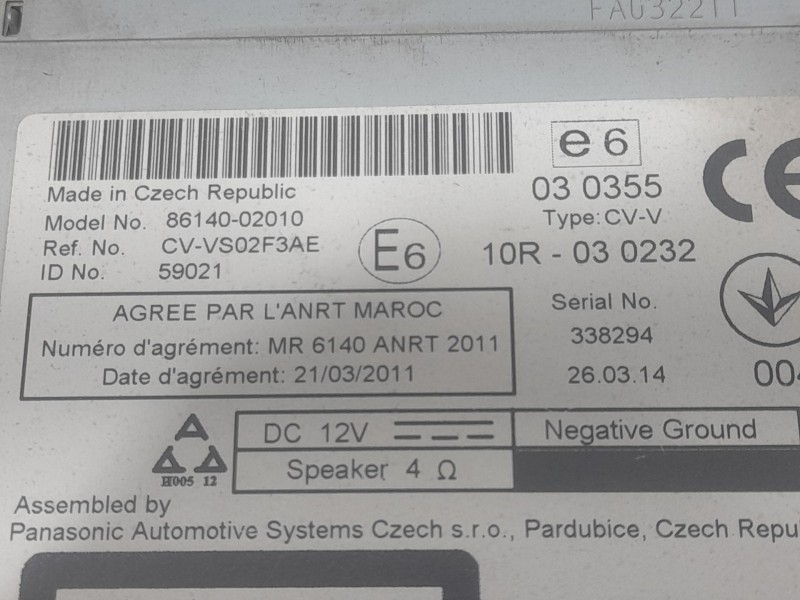 FA032211
Made in Czech Republic
Model No. 86140-02010
Ref. No. CV-VS02F3AE
ID No. 59021
e6
03 0355
Type: CV-V
E6
10R - 03 0232
CE
AGREE PAR L'ANRT MAROC
Numéro d'agrément: MR 6140 ANRT 2011
Date d'agrément: 21/03/2011
Serial No.
338294
26.03.14
DC 12V
Negative Ground
Speaker 4 Ω
H005 12
Assembled by
Panasonic Automotive Systems Czech s.r.o., Pardubice, Czech Repu